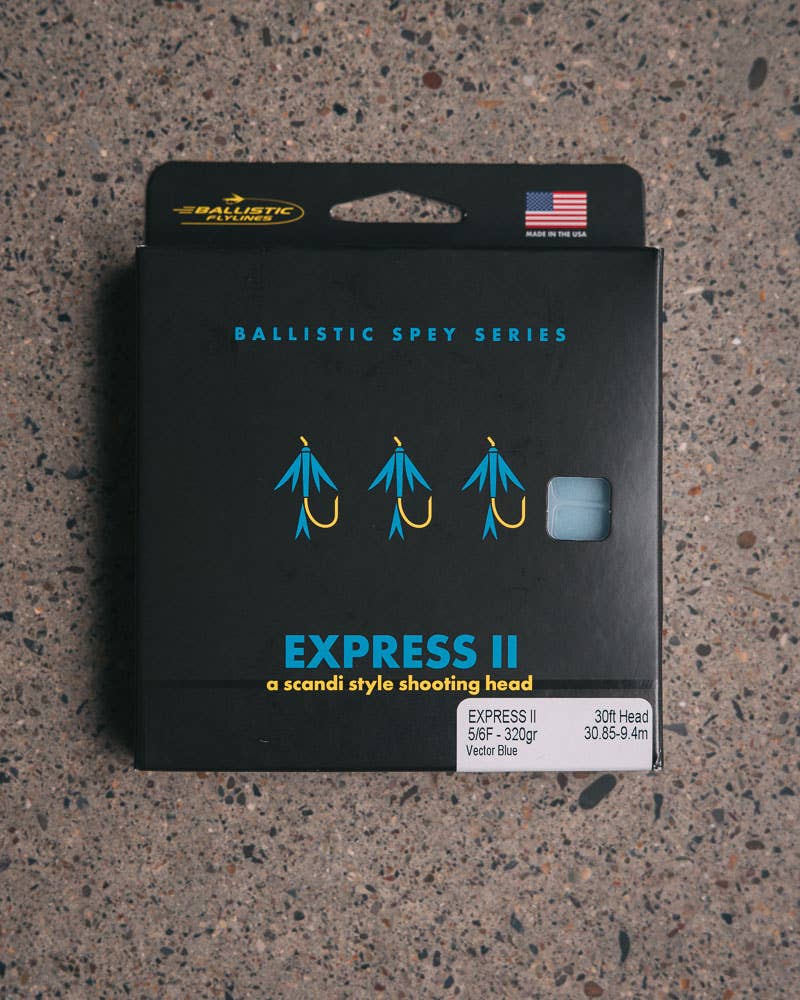 BALLISTIC
FLYLINES
MADE IN THE USA
BALLISTIC SPEY SERIES
EXPRESS II
a scandi style shooting head
EXPRESS II 30ft Head
5/6F - 320gr 30.85-9.4m
Vector Blue